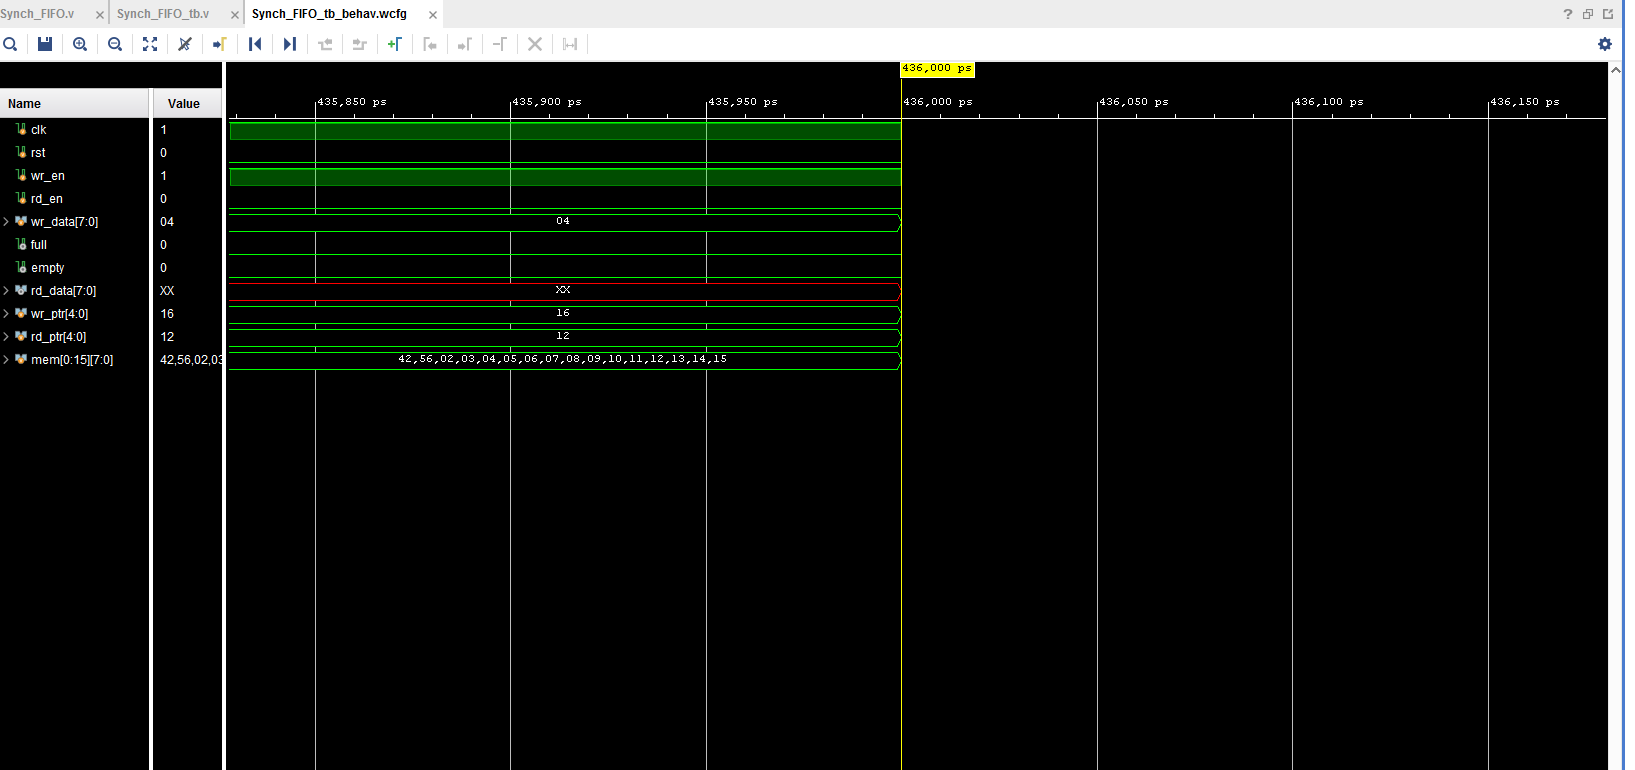 Synch_FIFO.v × Synch_FIFO_tb.v × Synch_FIFO_tb_behav.wcfg × ?
436,000 ps
Name Value 435,850 ps 435,900 ps 435,950 ps 436,000 ps 436,050 ps 436,100 ps 436,150 ps
clk 1
rst 0
wr_en 1
rd_en 0
wr_data[7:0] 04 04
full 0
empty 0
rd_data[7:0] XX XX
wr_ptr[4:0] 16 16
rd_ptr[4:0] 12 12
mem[0:15][7:0] 42,56,02,03 42,56,02,03,04,05,06,07,08,09,10,11,12,13,14,15